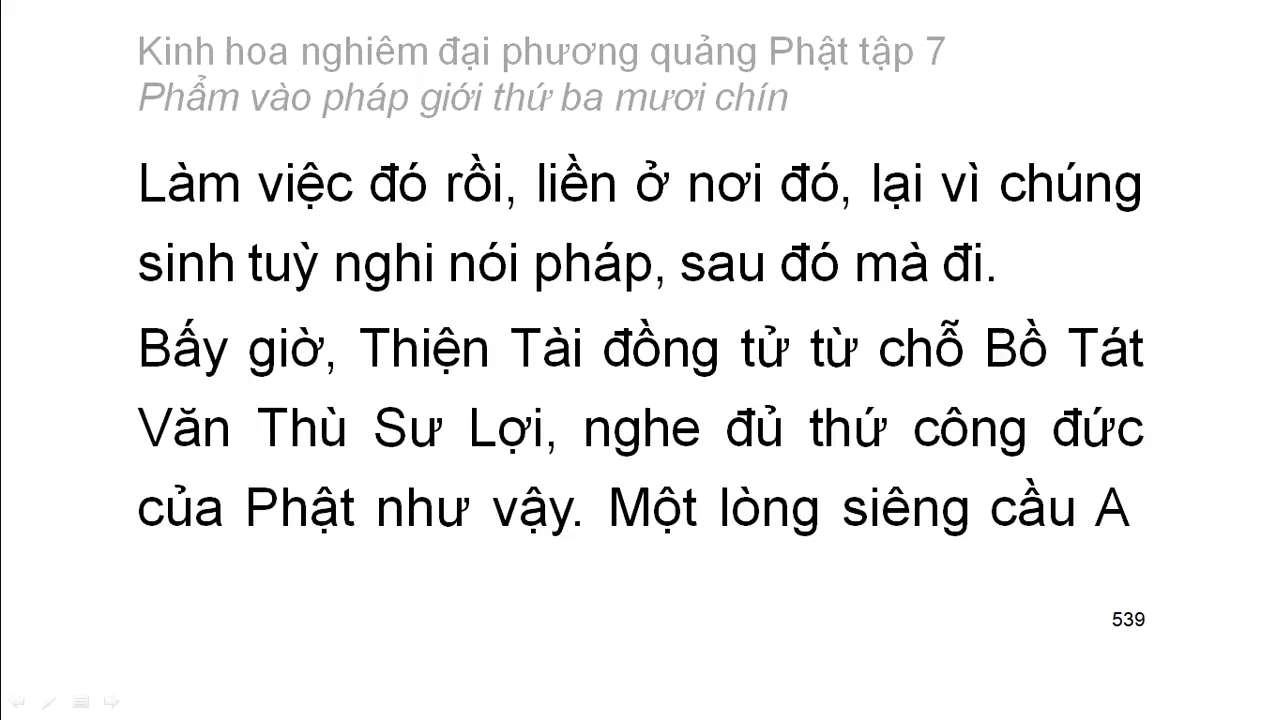 Kinh hoa nghiêm đại phương quảng Phật tập 7
Phẩm vào pháp giới thứ ba mươi chín
Làm việc đó rồi, liền ở nơi đó, lại vì chúng
sinh tuỳ nghi nói pháp, sau đó mà đi.
Bấy giờ, Thiện Tài đồng tử từ chỗ Bồ Tát
Văn Thù Sư Lợi, nghe đủ thứ công đức
của Phật như vậy. Một lòng siêng cầu A
539